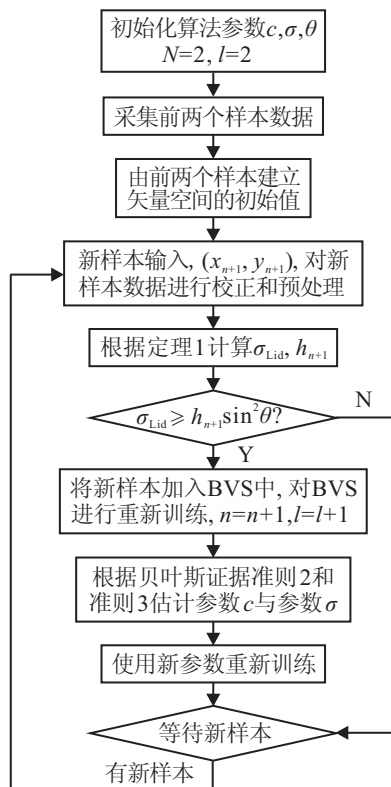 初始化算法参数c,σ,θ
N=2, l=2
采集前两个样本数据
由前两个样本建立
矢量空间的初始值
新样本输入, (xₙ₊₁, yₙ₊₁), 对新
样本数据进行校正和预处理
根据定理1计算σ_Lid, hₙ₊₁
σ_Lid ≥ hₙ₊₁sin²θ?
N
Y
将新样本加入BVS中, 对BVS
进行重新训练, n=n+1,l=l+1
根据贝叶斯证据准则2和
准则3估计参数c与参数σ
使用新参数重新训练
等待新样本
有新样本